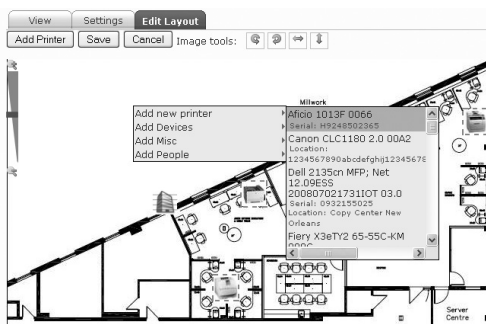 View Settings Edit Layout
Add Printer Save Cancel Image tools:
Millwork
Add new printer
Add Devices
Add Misc
Add People
Aficio 1013F 0066
Serial: H9248502365
Canon CLC1180 2.0 00A2
Location:
1234567890abcdefghij12345678
Dell 2135cn MFP; Net
12.09ESS
200807021731IOT 03.0
Serial: 0932155025
Location: Copy Center New
Orleans
Fiery X3eTY2 65-55C-KM
Server
Centre